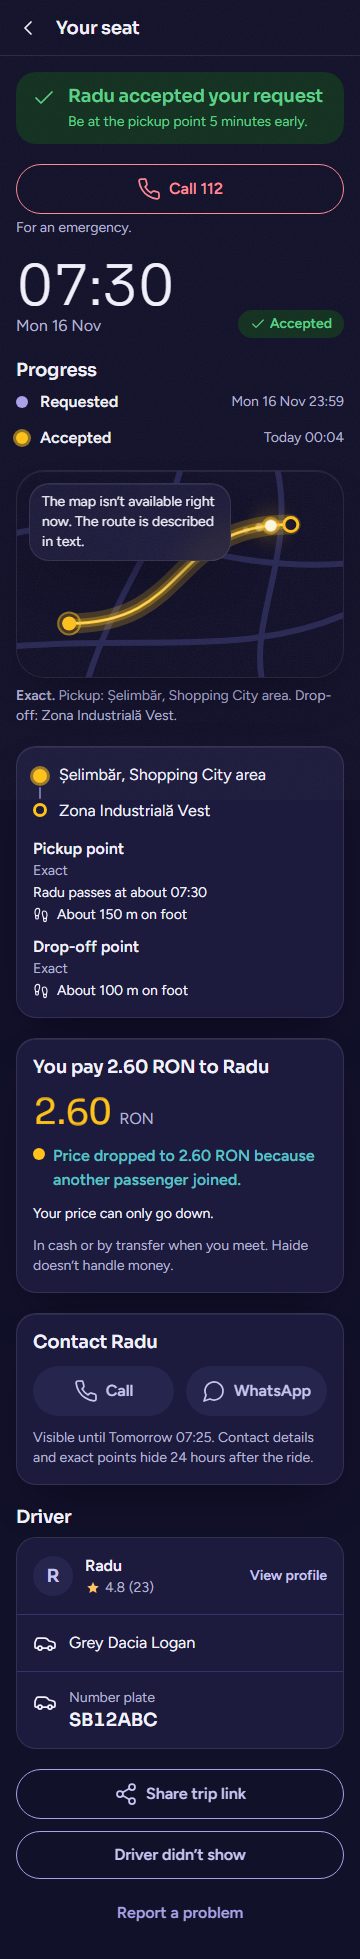 Your seat
Radu accepted your request
Be at the pickup point 5 minutes early.
Call 112
For an emergency.
07:30
Mon 16 Nov
Accepted
Progress
Requested
Mon 16 Nov 23:59
Accepted
Today 00:04
The map isn’t available right
now. The route is described
in text.
Exact. Pickup: Șelimbăr, Shopping City area. Drop-
off: Zona Industrială Vest.
Șelimbăr, Shopping City area
Zona Industrială Vest
Pickup point
Exact
Radu passes at about 07:30
About 150 m on foot
Drop-off point
Exact
About 100 m on foot
You pay 2.60 RON to Radu
2.60 RON
Price dropped to 2.60 RON because
another passenger joined.
Your price can only go down.
In cash or by transfer when you meet. Haide
doesn’t handle money.
Contact Radu
Call
WhatsApp
Visible until Tomorrow 07:25. Contact details
and exact points hide 24 hours after the ride.
Driver
R
Radu
4.8 (23)
View profile
Grey Dacia Logan
Number plate
SB12ABC
Share trip link
Driver didn’t show
Report a problem